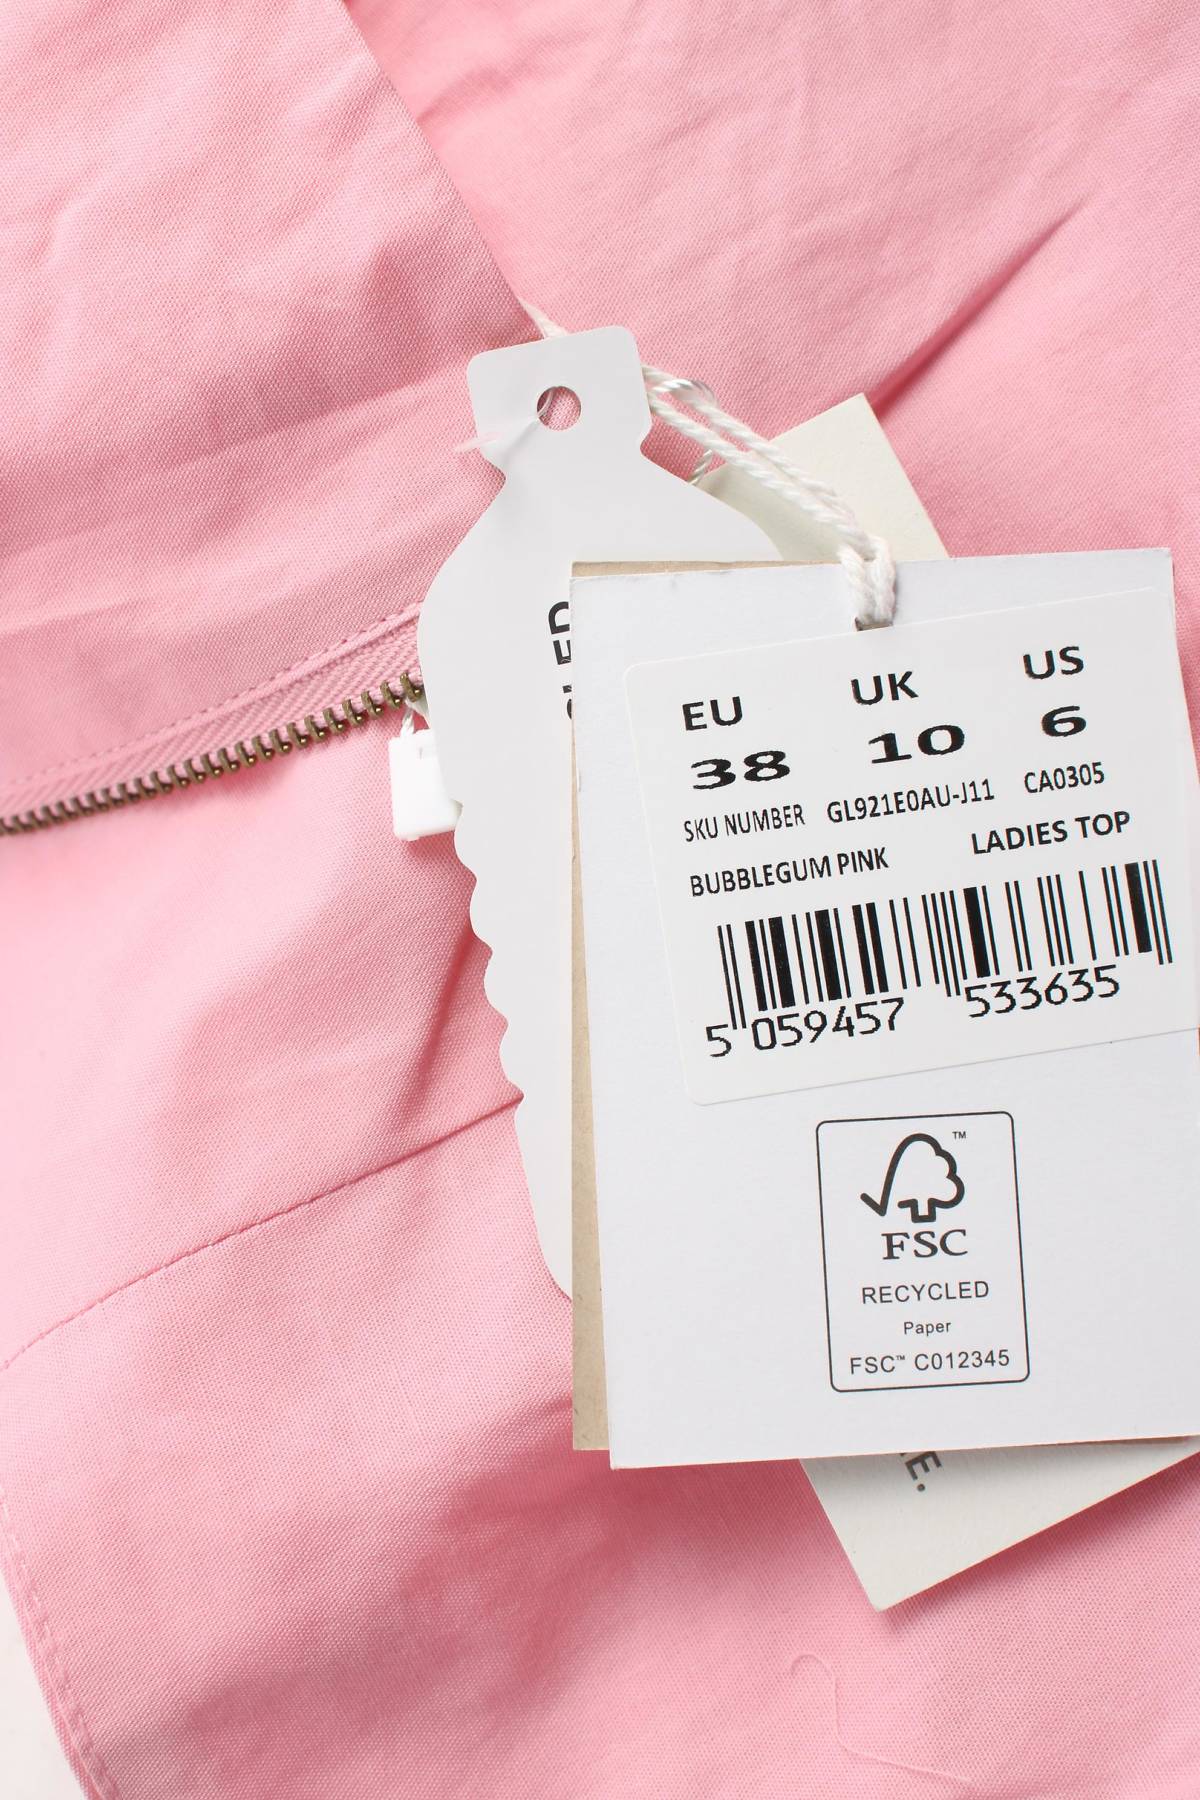 EU UK US
38 10 6
SKU NUMBER GL921E0AU-J11 CA0305
BUBBLEGUM PINK LADIES TOP
5 059457 533635
™
FSC
RECYCLED
Paper
FSC™ C012345